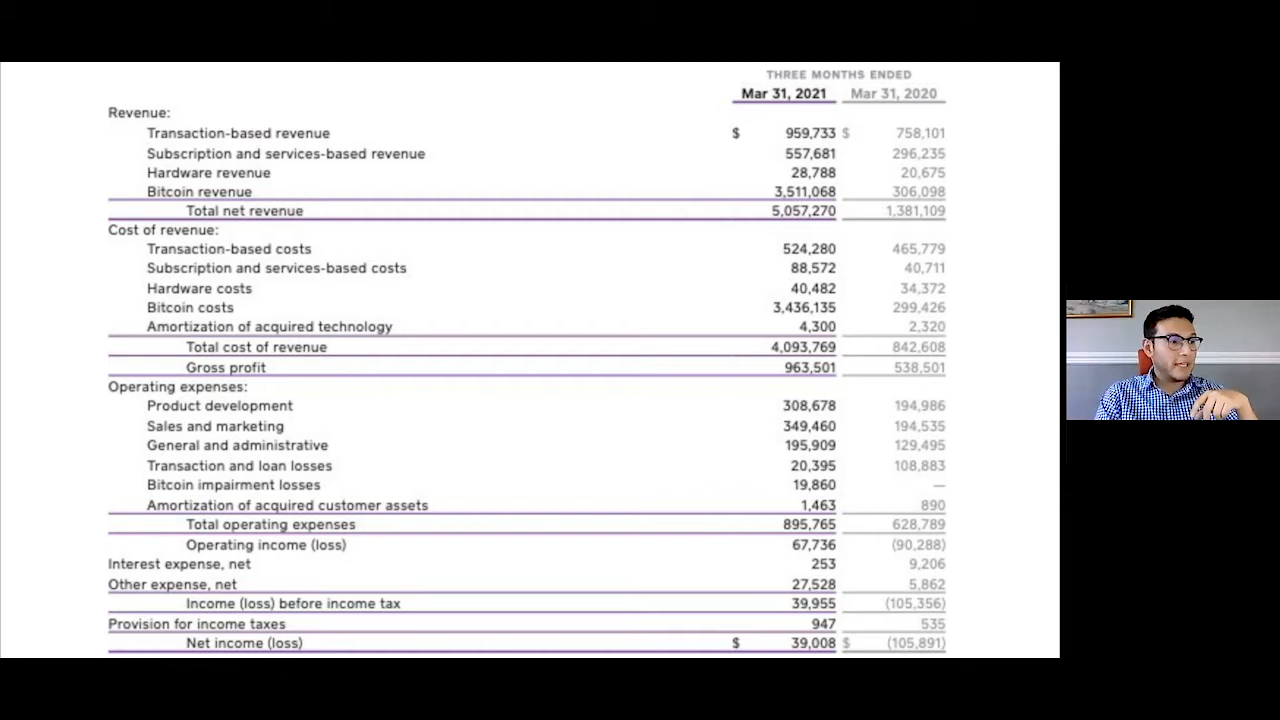 THREE MONTHS ENDED
Mar 31, 2021 Mar 31, 2020
Revenue:
Transaction-based revenue $ 959,733 $ 758,101
Subscription and services-based revenue 557,681 296,235
Hardware revenue 28,788 20,675
Bitcoin revenue 3,511,068 306,098
Total net revenue 5,057,270 1,381,109
Cost of revenue:
Transaction-based costs 524,280 465,779
Subscription and services-based costs 88,572 40,711
Hardware costs 40,482 34,372
Bitcoin costs 3,436,135 299,426
Amortization of acquired technology 4,300 2,320
Total cost of revenue 4,093,769 842,608
Gross profit 963,501 538,501
Operating expenses:
Product development 308,678 194,986
Sales and marketing 349,460 194,535
General and administrative 195,909 129,495
Transaction and loan losses 20,395 108,883
Bitcoin impairment losses 19,860 —
Amortization of acquired customer assets 1,463 890
Total operating expenses 895,765 628,789
Operating income (loss) 67,736 (90,288)
Interest expense, net 253 9,206
Other expense, net 27,528 5,862
Income (loss) before income tax 39,955 (105,356)
Provision for income taxes 947 535
Net income (loss) $ 39,008 $ (105,891)